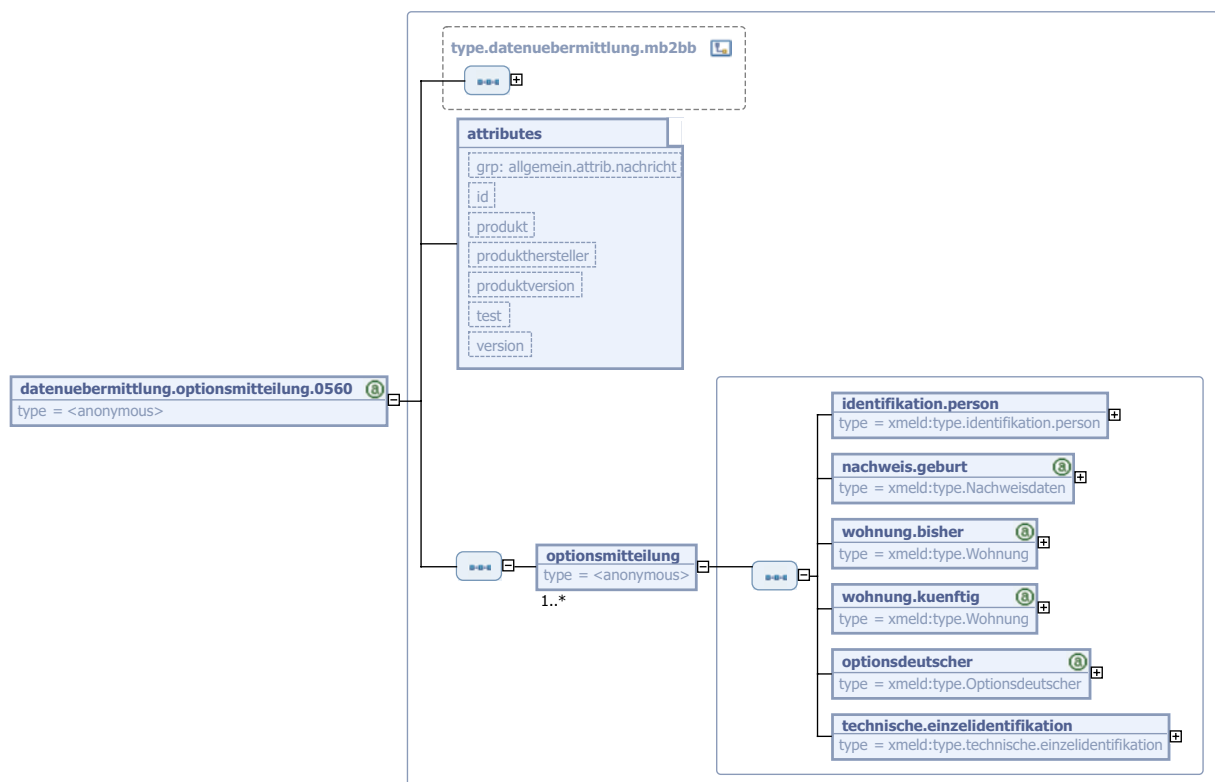 type.datenuebermittlung.mb2bb
attributes
grp: allgemein.attrib.nachricht
id
produkt
produkthersteller
produktversion
test
version
datenuebermittlung.optionsmitteilung.0560
type = <anonymous>
optionsmitteilung
type = <anonymous>
1..*
identifikation.person
type = xmeld:type.identifikation.person
nachweis.geburt
type = xmeld:type.Nachweisdaten
wohnung.bisher
type = xmeld:type.Wohnung
wohnung.kuenftig
type = xmeld:type.Wohnung
optionsdeutscher
type = xmeld:type.Optionsdeutscher
technische.einzelidentifikation
type = xmeld:type.technische.einzelidentifikation